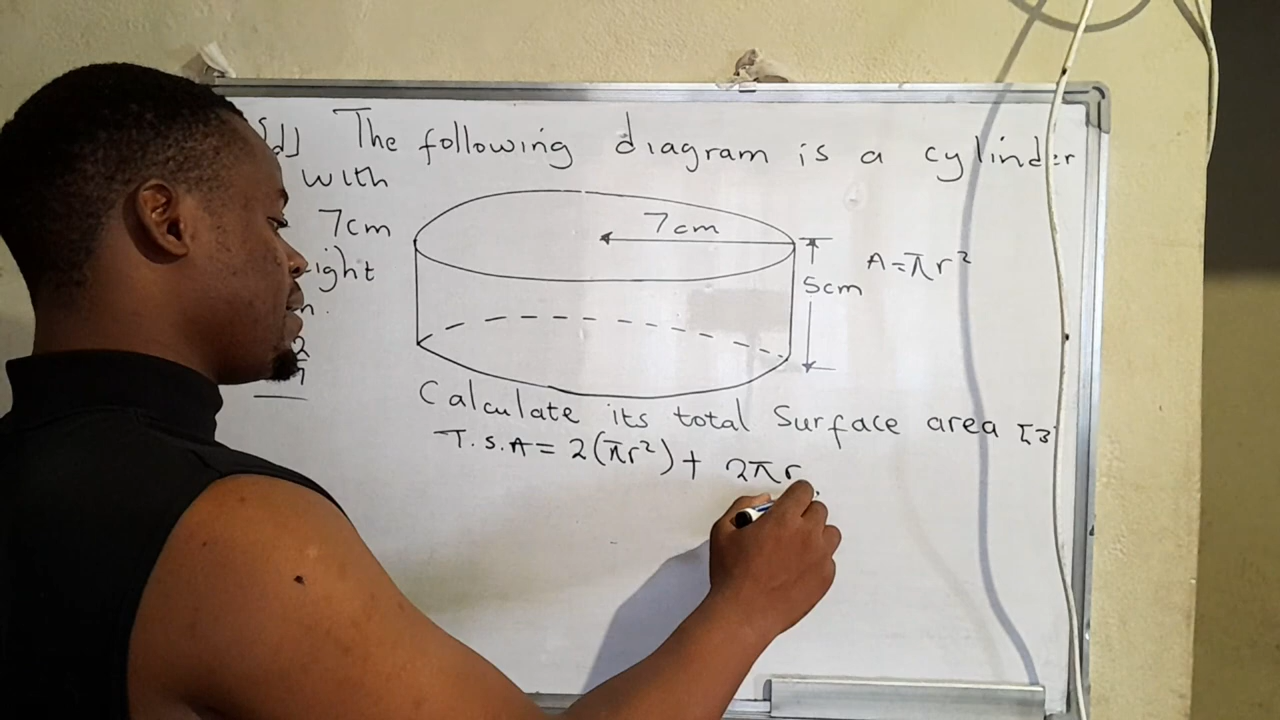 The following diagram is a cylinder
with
7cm
7cm
5cm
A = πr²
Calculate its total Surface area [3
T.S.A = 2(πr²) + 2πr